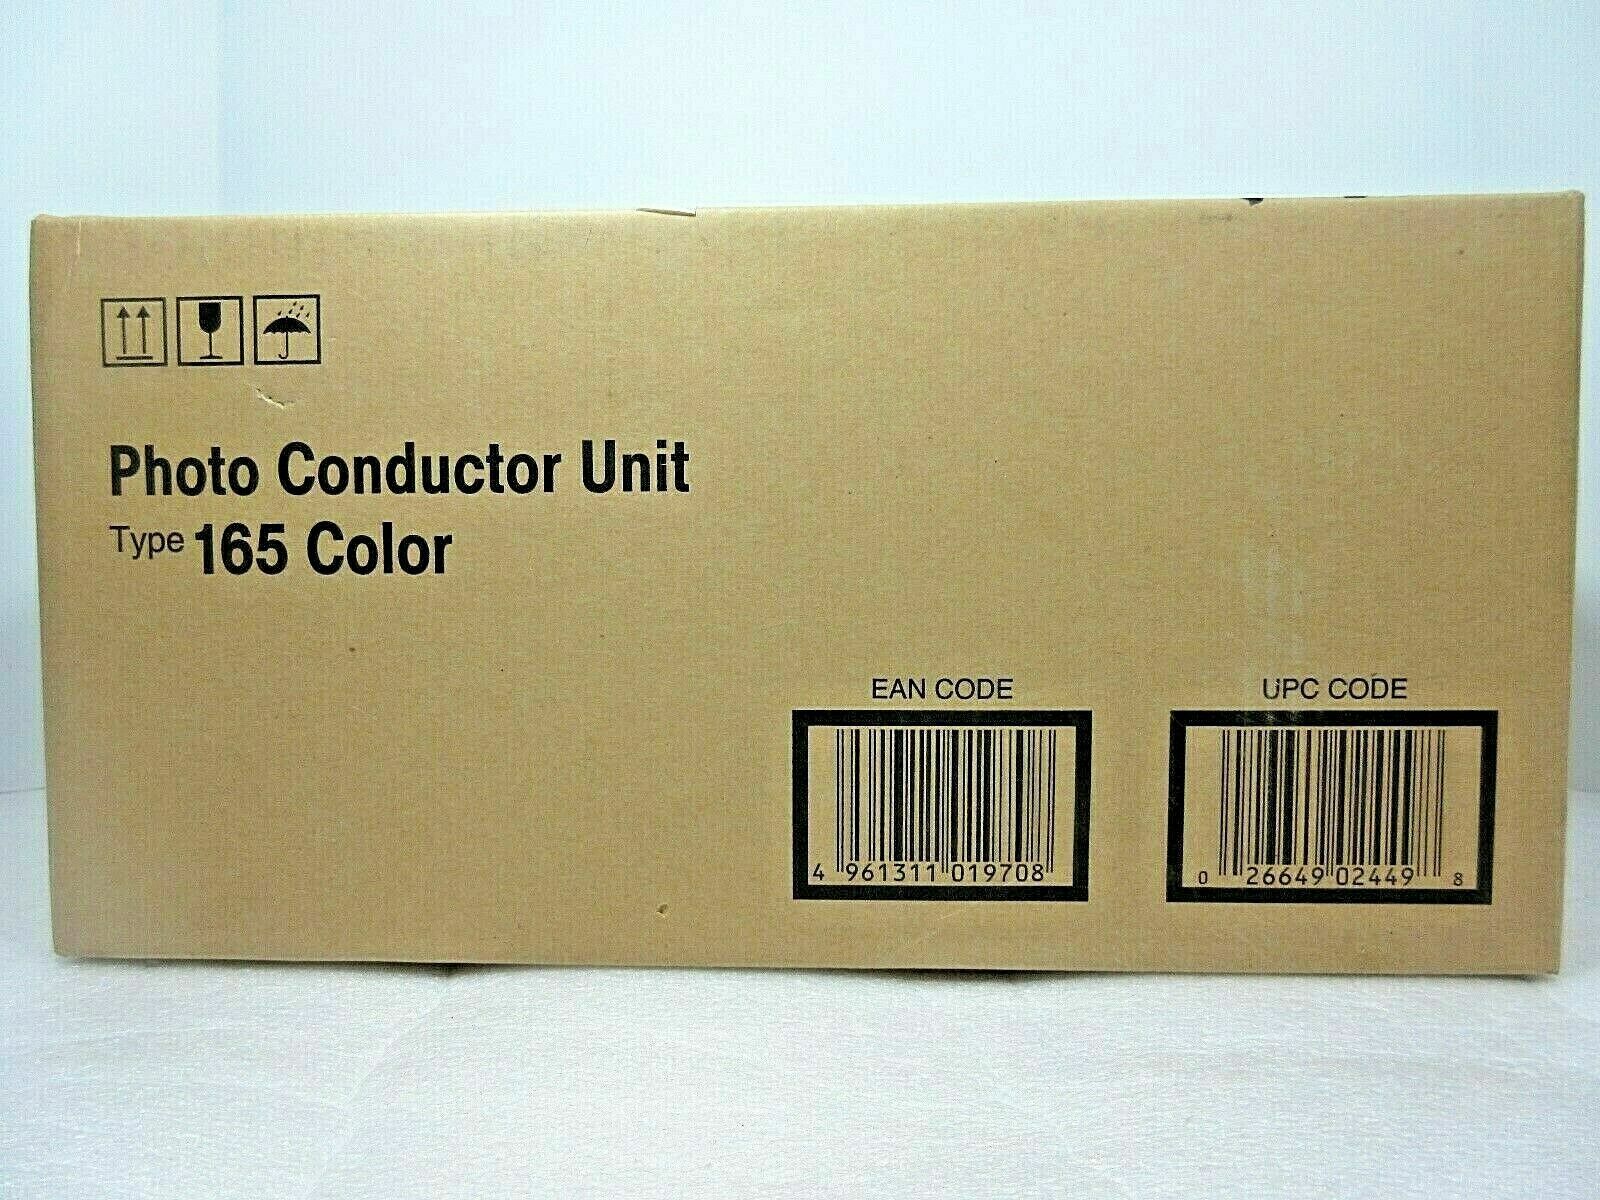 Photo Conductor Unit
Type 165 Color
EAN CODE
4 961311 019708
UPC CODE
0 26649 02449 8